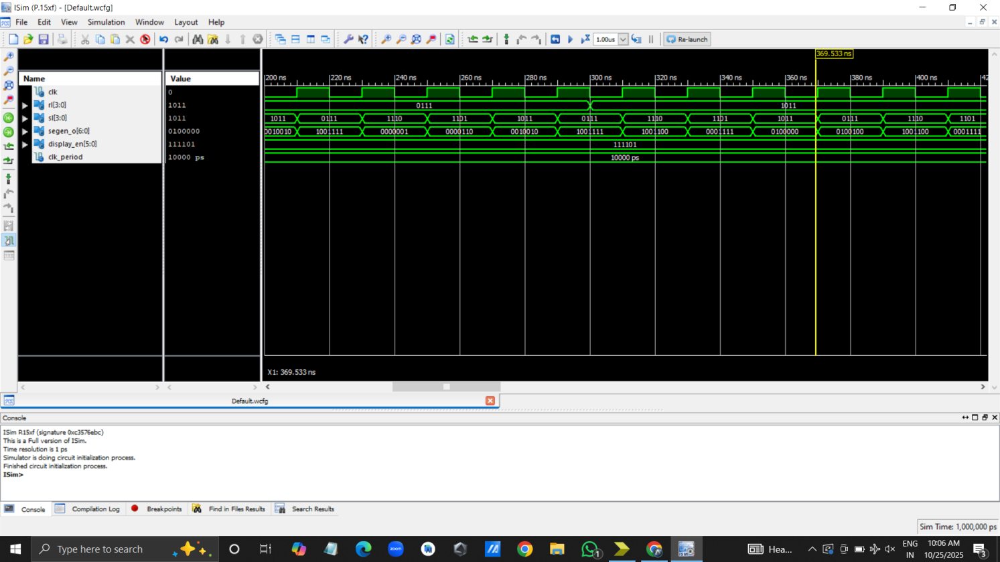 ISim (P.15xf) - [Default.wcfg]
File Edit View Simulation Window Layout Help
1.00us Re-launch
369.533 ns
Name Value
200 ns 220 ns 240 ns 260 ns 280 ns 300 ns 320 ns 340 ns 360 ns 380 ns 400 ns 42
clk 0
rl[3:0] 1011 0111 1011
sl[3:0] 1011 1011 0111 1110 1101 1011 0111 1110 1101 1011 0111 1110 1101
segen_o[6:0] 0100000 0010010 1001111 0000001 0000110 0010010 1001111 1001100 0001111 0100000 0100100 1001100 0001111
display_en[5:0] 111101 111101
clk_period 10000 ps 10000 ps
X1: 369.533 ns
Default.wcfg
Console
ISim P.15xf (signature 0xc3576ebc)
This is a Full version of ISim.
Time resolution is 1 ps
Simulator is doing circuit initialization process.
Finished circuit initialization process.
ISim>
Console Compilation Log Breakpoints Find in Files Results Search Results
Sim Time: 1,000,000 ps
Type here to search
zoom
1
ISim
Hea...
ENG
IN
10:06 AM
10/25/2025
3